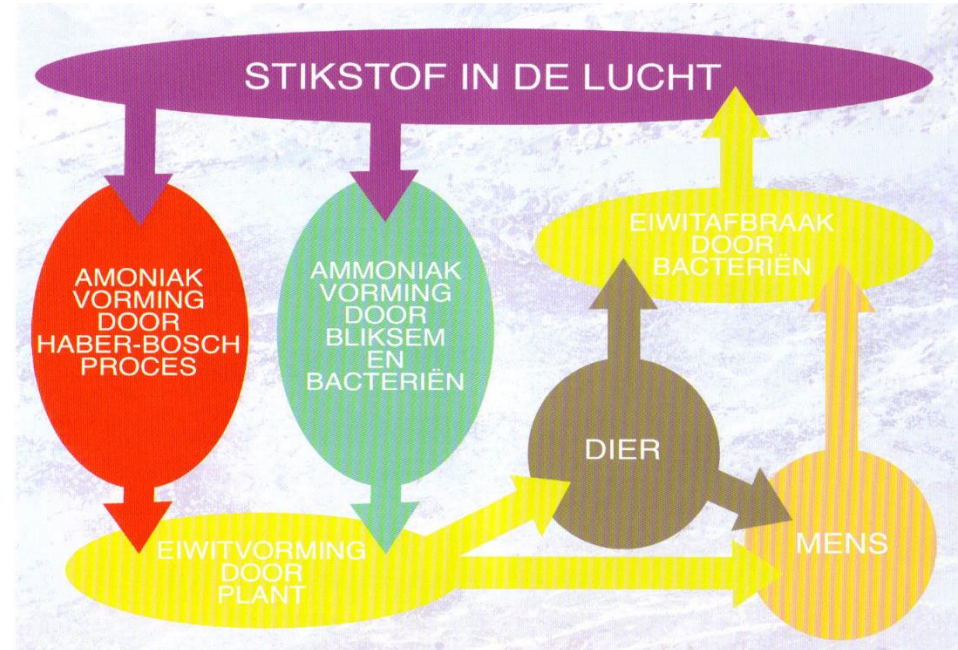 STIKSTOF IN DE LUCHT
AMONIAK
VORMING
DOOR
HABER-BOSCH
PROCES
AMMONIAK
VORMING
DOOR
BLIKSEM
EN
BACTERIËN
EIWITAFBRAAK
DOOR
BACTERIËN
DIER
MENS
EIWITVORMING
DOOR
PLANT